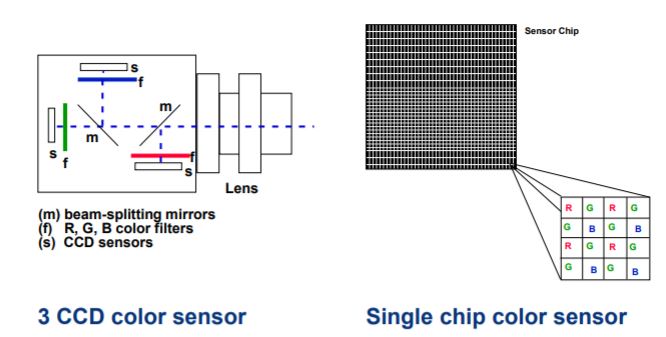 s
f
m
m
s
f
f
s
Lens
(m) beam-splitting mirrors
(f) R, G, B color filters
(s) CCD sensors
3 CCD color sensor
Sensor Chip
R G R G
G B G B
R G R G
G B G B
Single chip color sensor